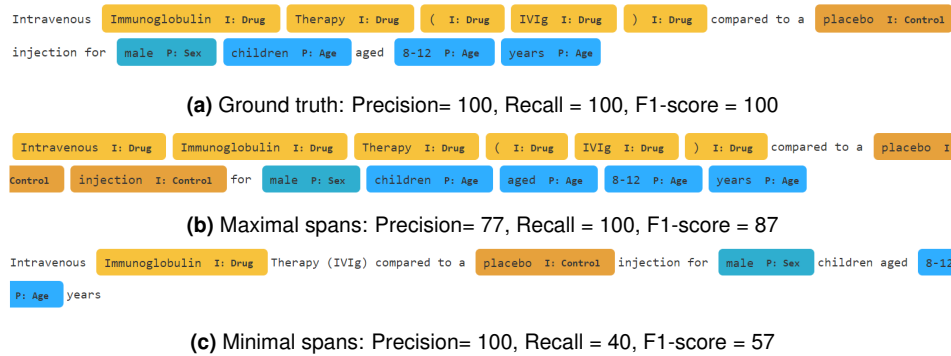 Intravenous Immunoglobulin I: Drug Therapy I: Drug ( I: Drug IVIg I: Drug ) I: Drug compared to a placebo I: Control
injection for male P: Sex children P: Age aged 8-12 P: Age years P: Age
(a) Ground truth: Precision= 100, Recall = 100, F1-score = 100
Intravenous I: Drug Immunoglobulin I: Drug Therapy I: Drug ( I: Drug IVIg I: Drug ) I: Drug compared to a placebo I:
Control injection I: Control for male P: Sex children P: Age aged P: Age 8-12 P: Age years P: Age
(b) Maximal spans: Precision= 77, Recall = 100, F1-score = 87
Intravenous Immunoglobulin I: Drug Therapy (IVIg) compared to a placebo I: Control injection for male P: Sex children aged 8-12
P: Age years
(c) Minimal spans: Precision= 100, Recall = 40, F1-score = 57